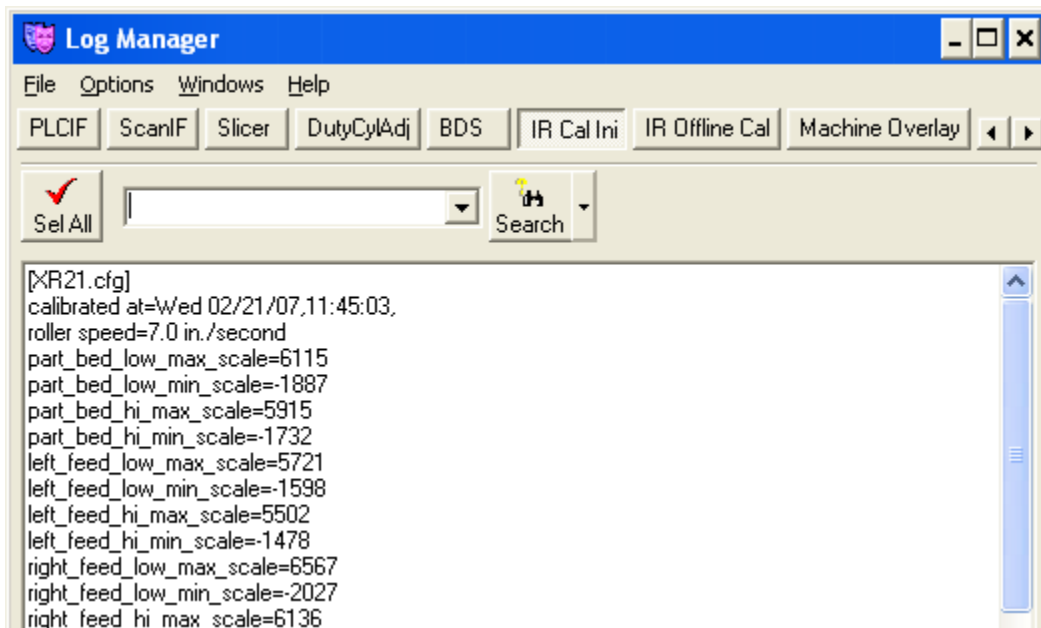 Log Manager
File Options Windows Help
PLCIF ScanIF Slicer DutyCylAdj BDS IR Cal Ini IR Offline Cal Machine Overlay
Sel All Search
[XR21.cfg]
calibrated at=Wed 02/21/07,11:45:03,
roller speed=7.0 in./second
part_bed_low_max_scale=6115
part_bed_low_min_scale=-1887
part_bed_hi_max_scale=5915
part_bed_hi_min_scale=-1732
left_feed_low_max_scale=5721
left_feed_low_min_scale=-1598
left_feed_hi_max_scale=5502
left_feed_hi_min_scale=-1478
right_feed_low_max_scale=6567
right_feed_low_min_scale=-2027
right_feed_hi_max_scale=6136